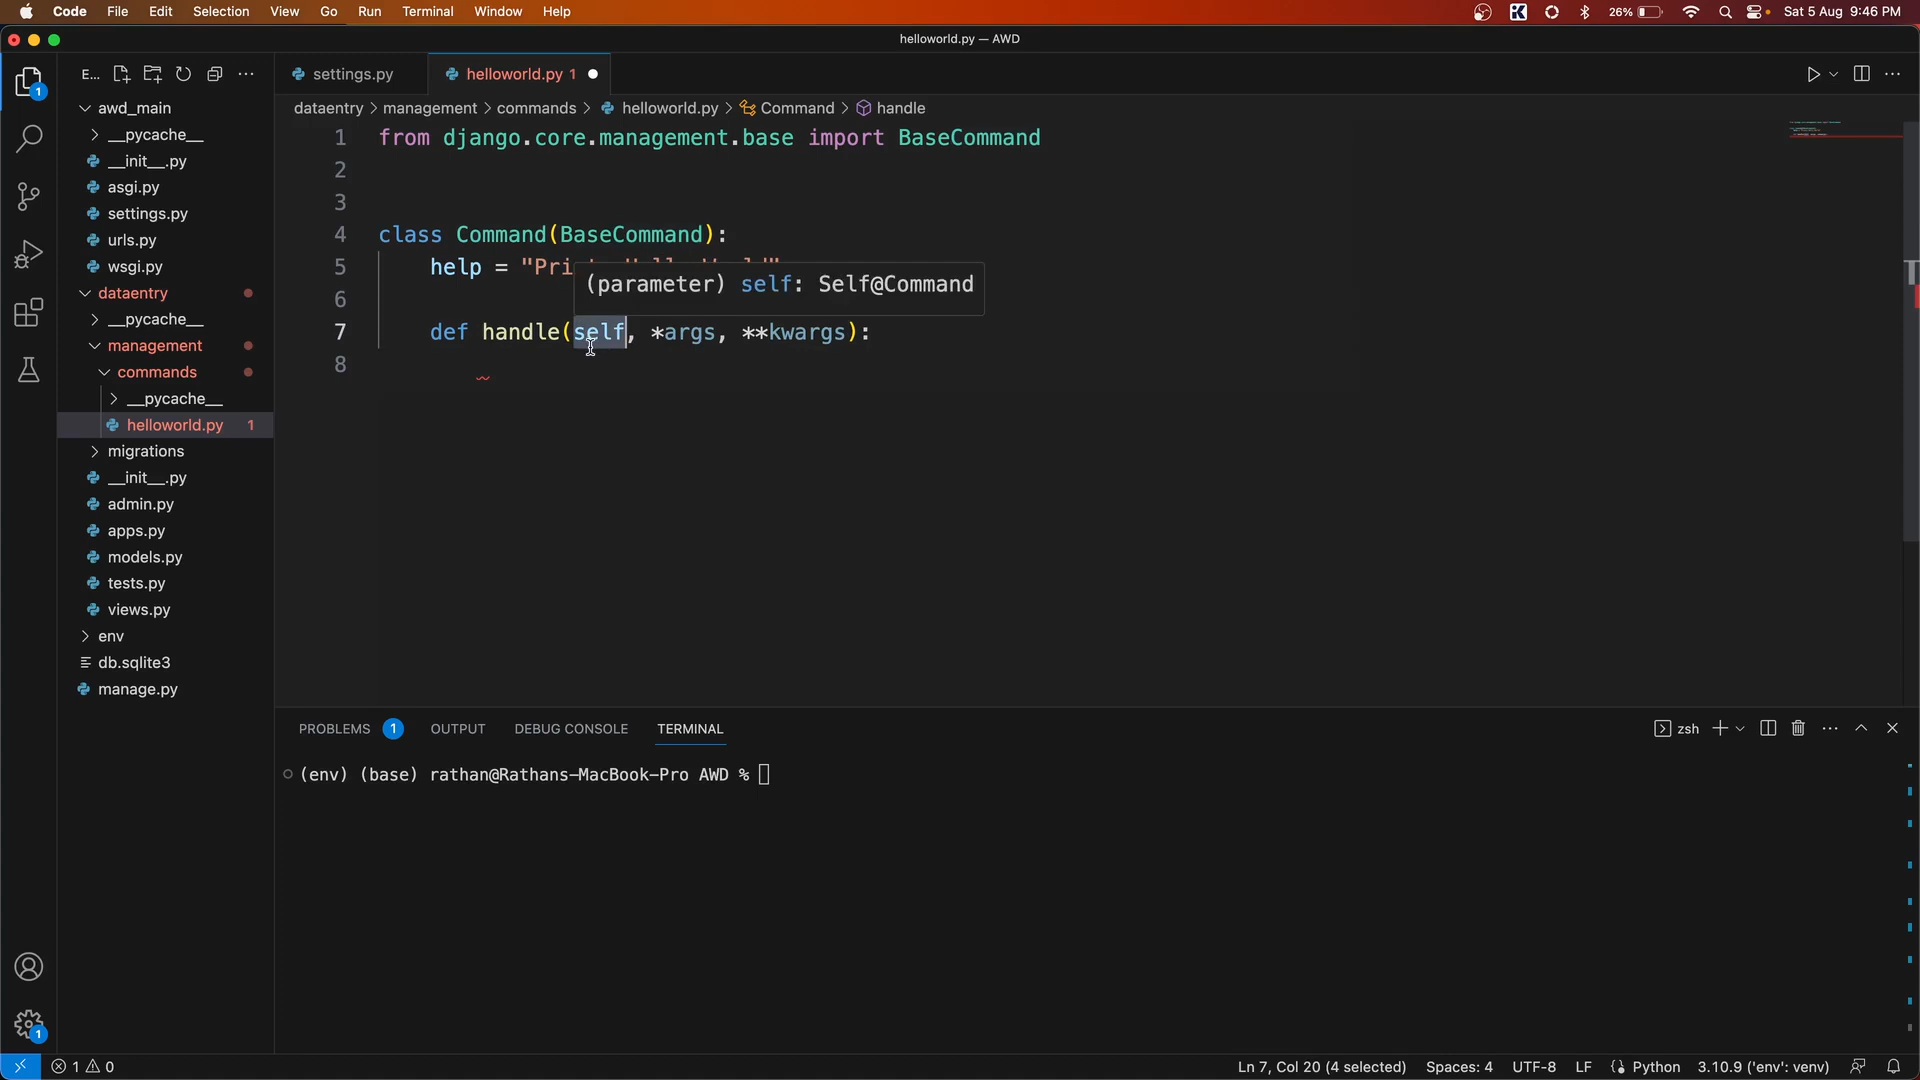 Code File Edit Selection View Go Run Terminal Window Help 26% Sat 5 Aug 9:46 PM
helloworld.py — AWD
E...
settings.py helloworld.py 1
dataentry > management > commands > helloworld.py > Command > handle
awd_main
__pycache__
__init__.py
asgi.py
settings.py
urls.py
wsgi.py
dataentry
__pycache__
management
commands
__pycache__
helloworld.py 1
migrations
__init__.py
admin.py
apps.py
models.py
tests.py
views.py
env
db.sqlite3
manage.py
1
1
1 from django.core.management.base import BaseCommand
2
3
4 class Command(BaseCommand):
5 help = "Pri
(parameter) self: Self@Command
6
7 def handle(self, *args, **kwargs):
8
PROBLEMS 1 OUTPUT DEBUG CONSOLE TERMINAL zsh
(env) (base) rathan@Rathans-MacBook-Pro AWD %
1 0 Ln 7, Col 20 (4 selected) Spaces: 4 UTF-8 LF Python 3.10.9 ('env': venv)